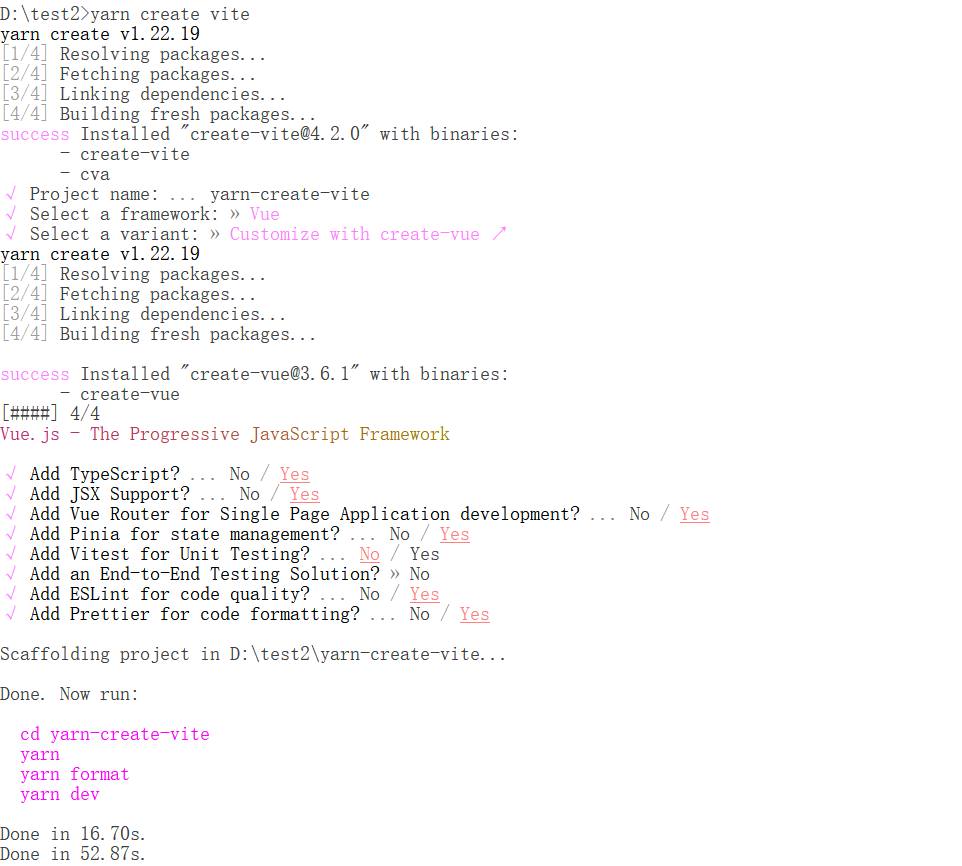 D:\test2>yarn create vite
yarn create v1.22.19
[1/4] Resolving packages...
[2/4] Fetching packages...
[3/4] Linking dependencies...
[4/4] Building fresh packages...
success Installed "create-vite@4.2.0" with binaries:
      - create-vite
      - cva
√ Project name: ... yarn-create-vite
√ Select a framework: » Vue
√ Select a variant: » Customize with create-vue ↗
yarn create v1.22.19
[1/4] Resolving packages...
[2/4] Fetching packages...
[3/4] Linking dependencies...
[4/4] Building fresh packages...
success Installed "create-vue@3.6.1" with binaries:
      - create-vue
[####] 4/4
Vue.js - The Progressive JavaScript Framework
√ Add TypeScript? ... No / Yes
√ Add JSX Support? ... No / Yes
√ Add Vue Router for Single Page Application development? ... No / Yes
√ Add Pinia for state management? ... No / Yes
√ Add Vitest for Unit Testing? ... No / Yes
√ Add an End-to-End Testing Solution? » No
√ Add ESLint for code quality? ... No / Yes
√ Add Prettier for code formatting? ... No / Yes
Scaffolding project in D:\test2\yarn-create-vite...
Done. Now run:
  cd yarn-create-vite
  yarn
  yarn format
  yarn dev
Done in 16.70s.
Done in 52.87s.